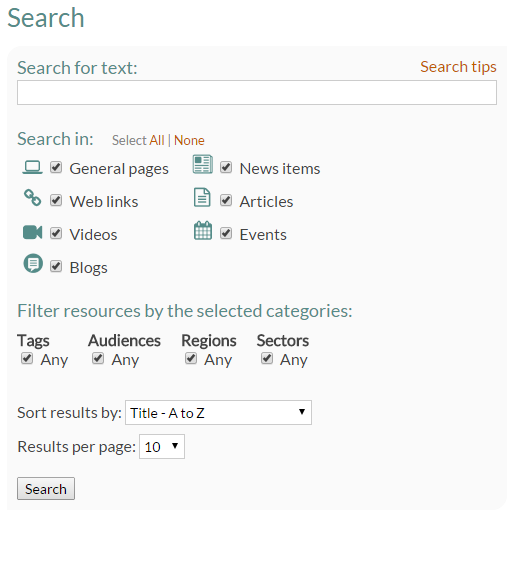 Search
Search for text: Search tips
Search in: Select All | None
General pages News items
Web links Articles
Videos Events
Blogs
Filter resources by the selected categories:
Tags Audiences Regions Sectors
Any Any Any Any
Sort results by: Title - A to Z
Results per page: 10
Search